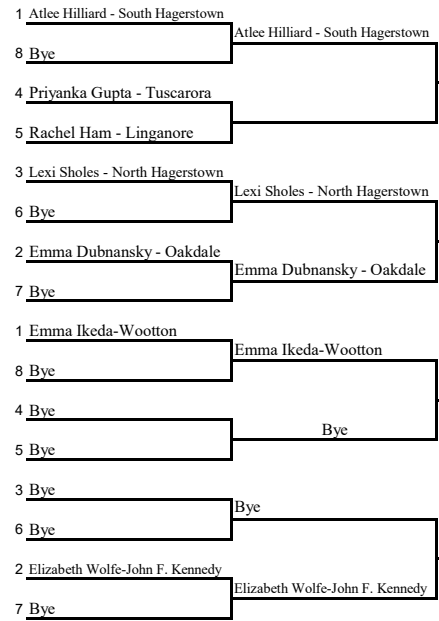 1 Atlee Hilliard - South Hagerstown
Atlee Hilliard - South Hagerstown
8 Bye
4 Priyanka Gupta - Tuscarora
5 Rachel Ham - Linganore
3 Lexi Sholes - North Hagerstown
Lexi Sholes - North Hagerstown
6 Bye
2 Emma Dubnansky - Oakdale
Emma Dubnansky - Oakdale
7 Bye
1 Emma Ikeda-Wootton
Emma Ikeda-Wootton
8 Bye
4 Bye
Bye
5 Bye
3 Bye
Bye
6 Bye
2 Elizabeth Wolfe-John F. Kennedy
Elizabeth Wolfe-John F. Kennedy
7 Bye